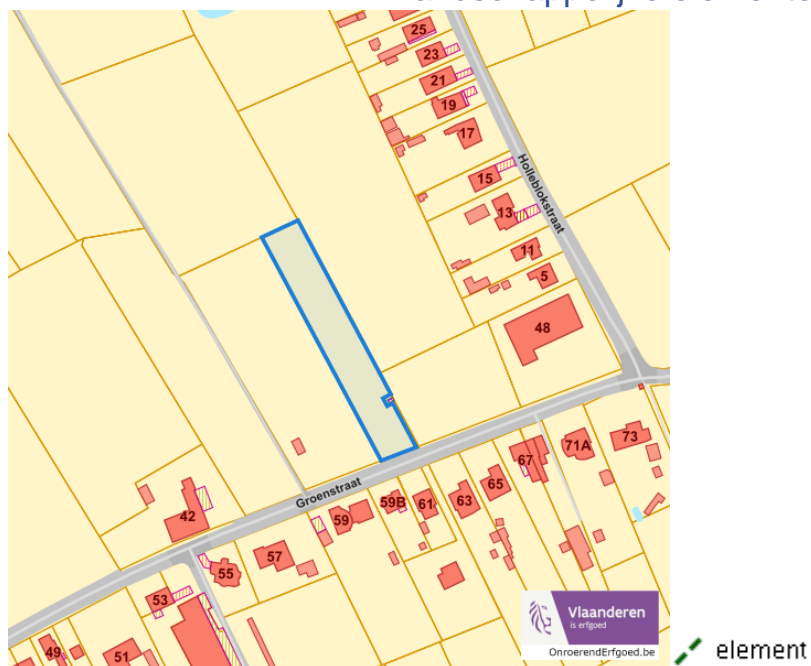 25
23
21
19
17
15
13
11
5
48
Holleblokstraat
Groenstraat
42
59
59B
61
63
65
67
71A
73
57
55
53
51
49
Vlaanderen
is erfgoed
OnroerendErfgoed.be
element